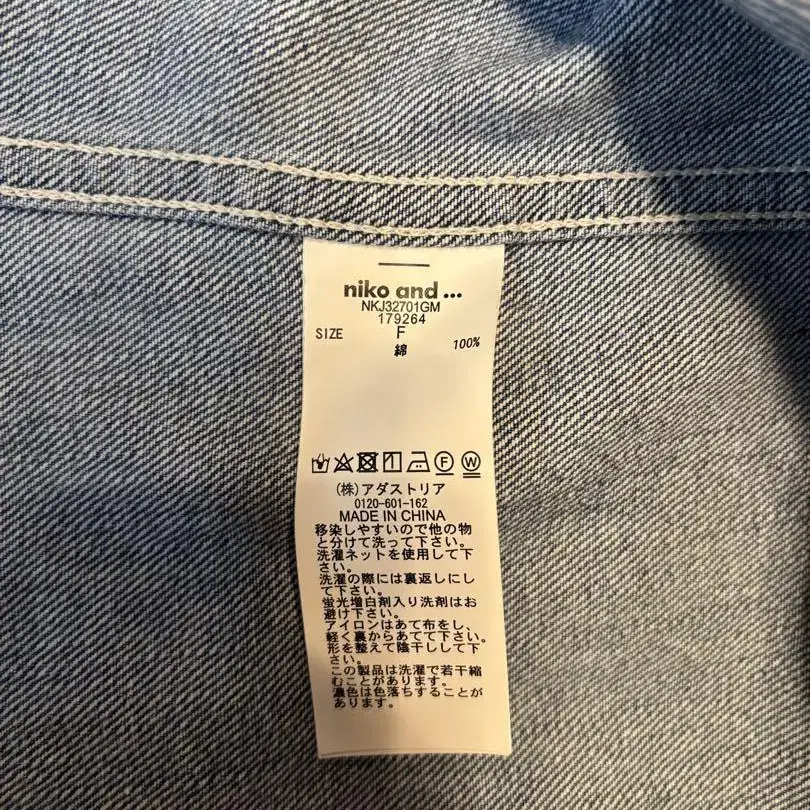 niko and ...
NKJ32701GM
179264
SIZE F
綿 100%
F W
(株)アダストリア
0120-601-162
MADE IN CHINA
移染しやすいので他の物
と分けて洗って下さい。
洗濯ネットを使用して下
さい。
洗濯の際には裏返しにし
て下さい。
蛍光増白剤入り洗剤はお
避け下さい。
アイロンはあて布をし、
軽く裏からあてて下さい。
形を整えて陰干しして下
さい。
この製品は洗濯で若干縮
むことがあります。
濃色は色落ちすることが
あります。